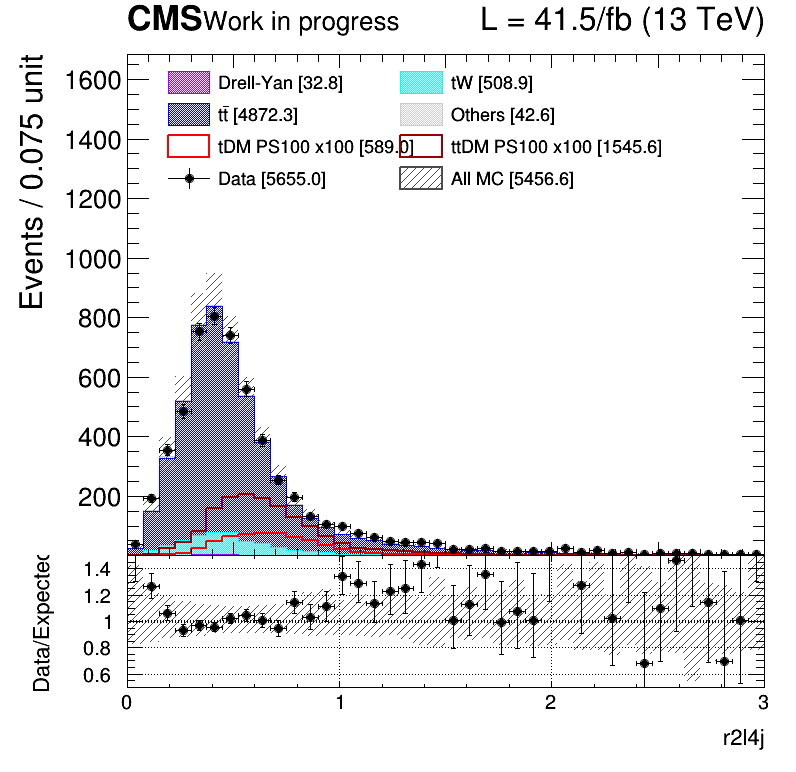 CMS Work in progress L = 41.5/fb (13 TeV)
Events / 0.075 unit
1600
1400
1200
1000
800
600
400
200
Drell-Yan [32.8] tW [508.9]
tt̄ [4872.3] Others [42.6]
tDM PS100 x100 [589.0] ttDM PS100 x100 [1545.6]
Data [5655.0] All MC [5456.6]
Data/Expected
1.4
1.2
1
0.8
0.6
0 1 2 3
r2l4j